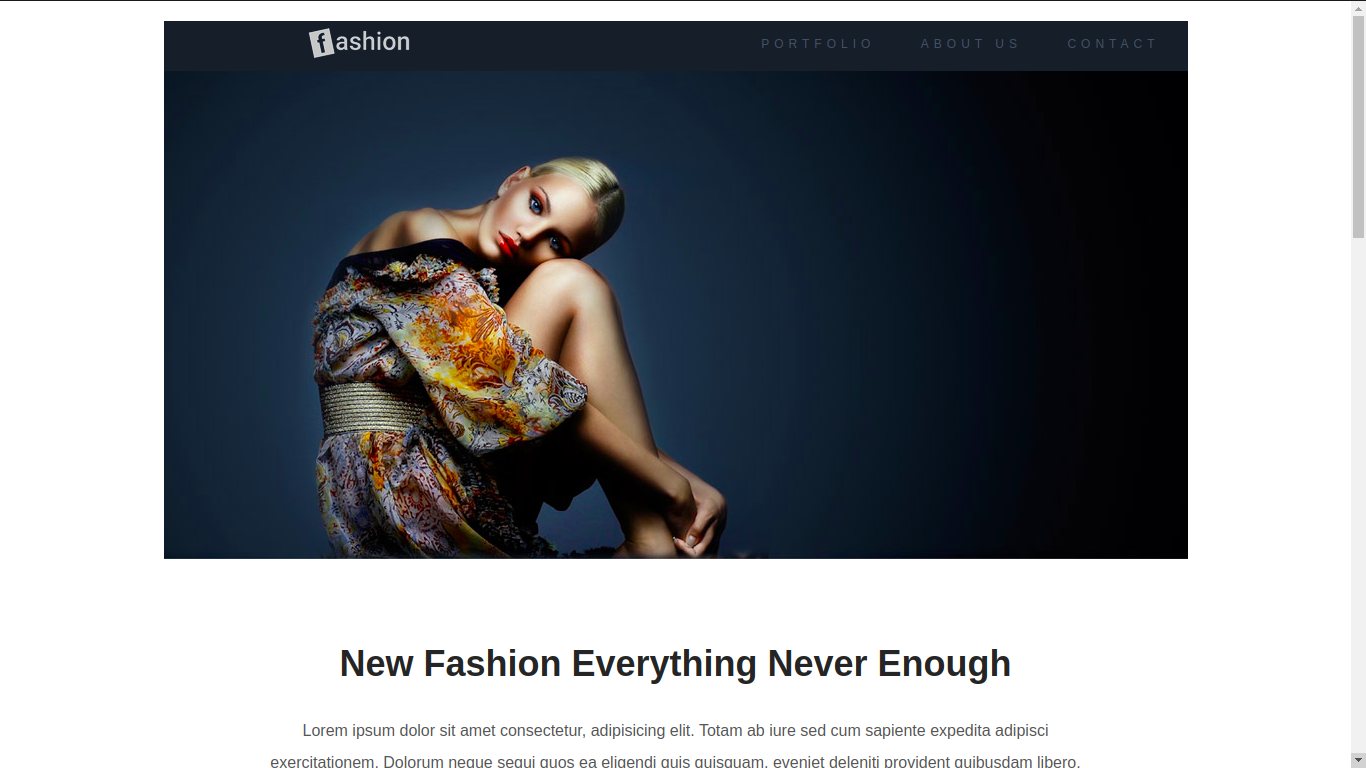 fashion
PORTFOLIO ABOUT US CONTACT
New Fashion Everything Never Enough
Lorem ipsum dolor sit amet consectetur, adipisicing elit. Totam ab iure sed cum sapiente expedita adipisci
exercitationem. Dolorum neque sequi quos ea eligendi quis quisquam, eveniet deleniti provident quibusdam libero.